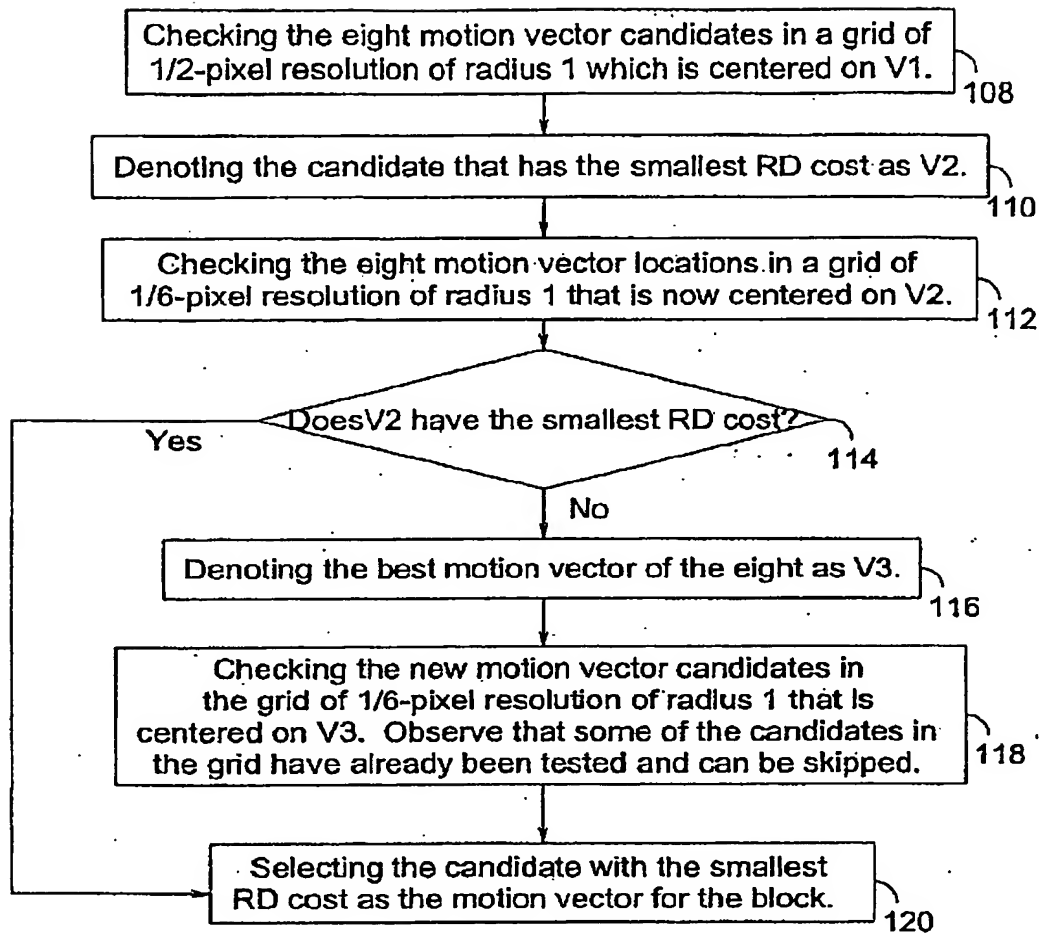 Checking the eight motion vector candidates in a grid of
1/2-pixel resolution of radius 1 which is centered on V1.
108
Denoting the candidate that has the smallest RD cost as V2.
110
Checking the eight motion vector locations in a grid of
1/6-pixel resolution of radius 1 that is now centered on V2.
112
DoesV2 have the smallest RD cost?
Yes
114
No
Denoting the best motion vector of the eight as V3.
116
Checking the new motion vector candidates in
the grid of 1/6-pixel resolution of radius 1 that is
centered on V3. Observe that some of the candidates in
the grid have already been tested and can be skipped.
118
Selecting the candidate with the smallest
RD cost as the motion vector for the block.
120